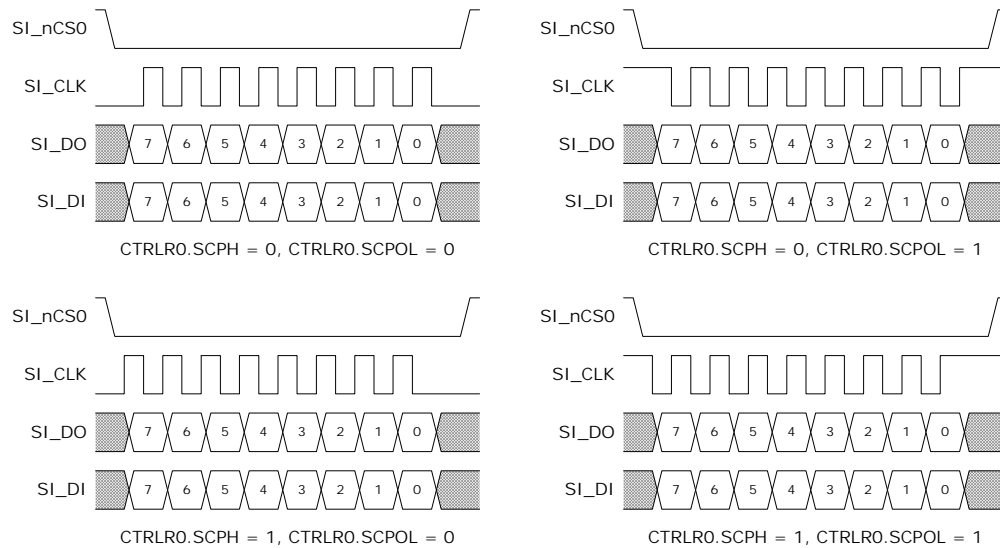 SI_nCS0
SI_CLK
SI_DO 7 6 5 4 3 2 1 0
SI_DI 7 6 5 4 3 2 1 0
CTRLR0.SCPH = 0, CTRLR0.SCPOL = 0
SI_nCS0
SI_CLK
SI_DO 7 6 5 4 3 2 1 0
SI_DI 7 6 5 4 3 2 1 0
CTRLR0.SCPH = 0, CTRLR0.SCPOL = 1
SI_nCS0
SI_CLK
SI_DO 7 6 5 4 3 2 1 0
SI_DI 7 6 5 4 3 2 1 0
CTRLR0.SCPH = 1, CTRLR0.SCPOL = 0
SI_nCS0
SI_CLK
SI_DO 7 6 5 4 3 2 1 0
SI_DI 7 6 5 4 3 2 1 0
CTRLR0.SCPH = 1, CTRLR0.SCPOL = 1